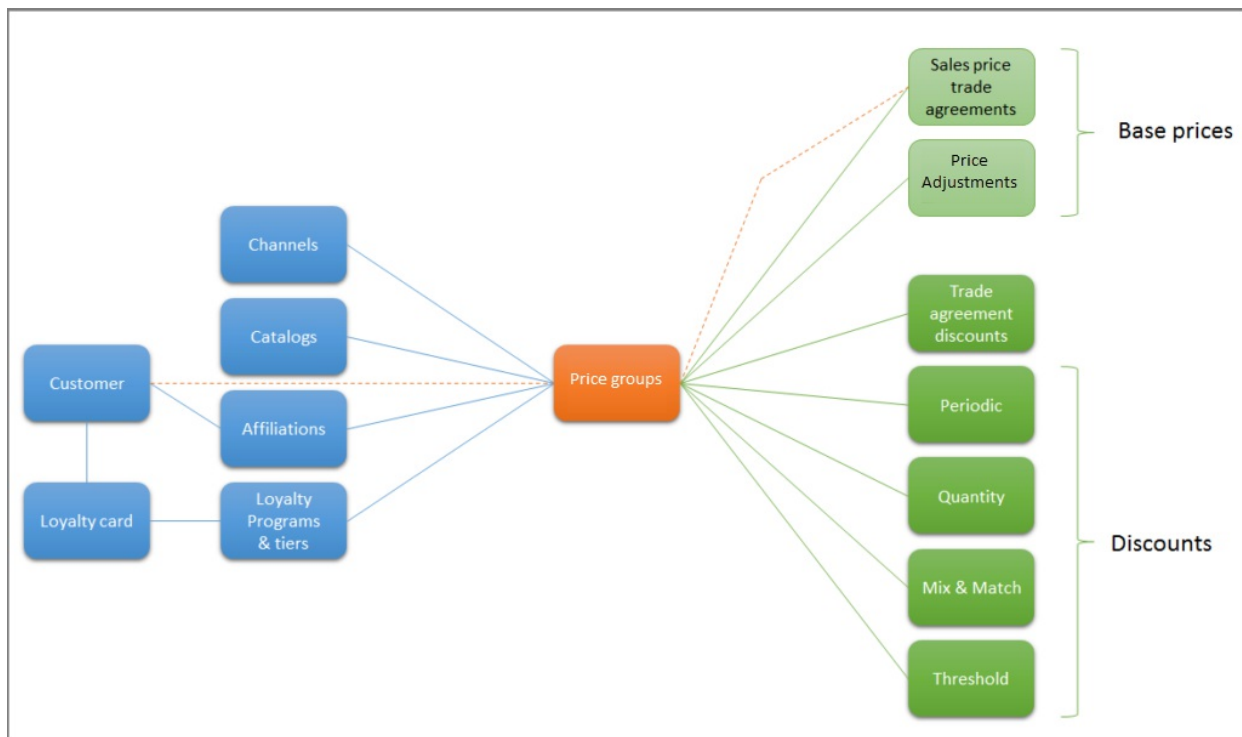 Sales price
trade
agreements
Base prices
Price
Adjustments
Channels
Trade
agreement
discounts
Catalogs
Customer
Price groups
Periodic
Affiliations
Quantity
Loyalty card
Loyalty
Programs
& tiers
Discounts
Mix & Match
Threshold